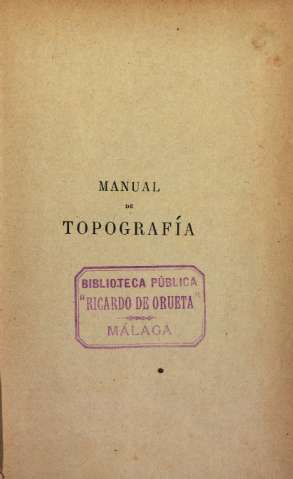 MANUAL
DE
TOPOGRAFÍA
BIBLIOTECA PÚBLICA
"RICARDO DE ORUETA"
MÁLAGA